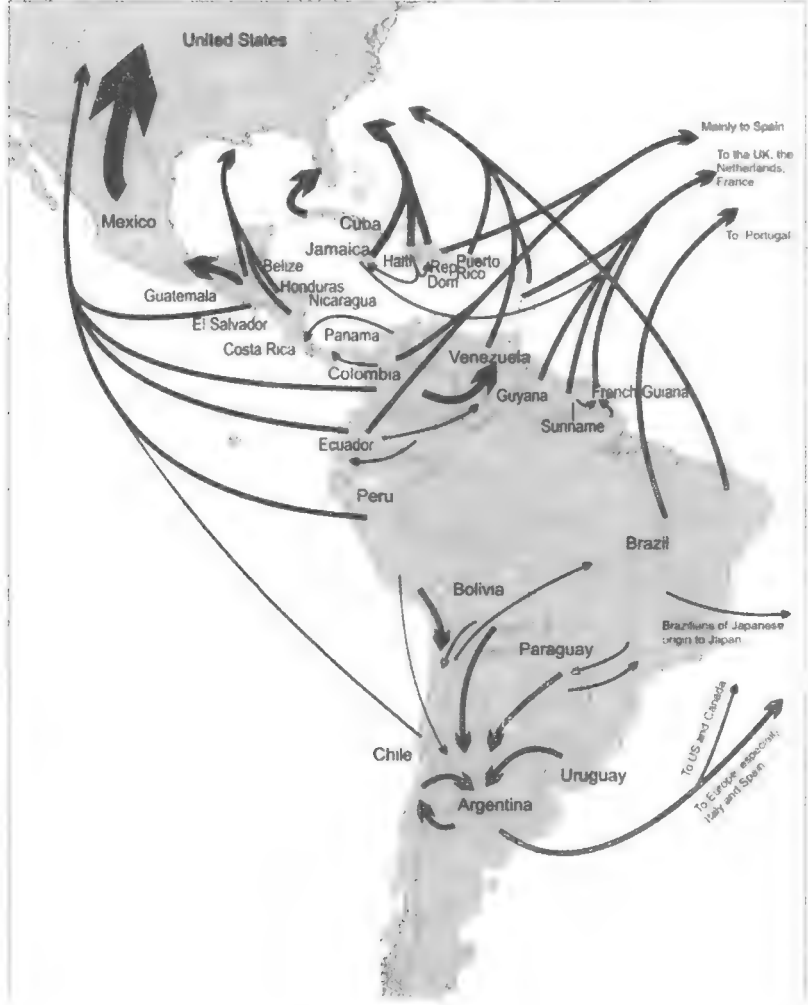 United States
Mainly to Spain
To the UK, the
Netherlands,
France
To Portugal
Mexico
Cuba
Jamaica
Haiti
Rep
Dom
Puerto
Rico
Belize
Honduras
Guatemala
Nicaragua
El Salvador
Panama
Costa Rica
Colombia
Venezuela
Guyana
French Guiana
Suriname
Ecuador
Peru
Brazil
Bolivia
Brazilians of Japanese
origin to Japan
Paraguay
To US and Canada
To Europe, especial.
Italy and Spain
Chile
Uruguay
Argentina